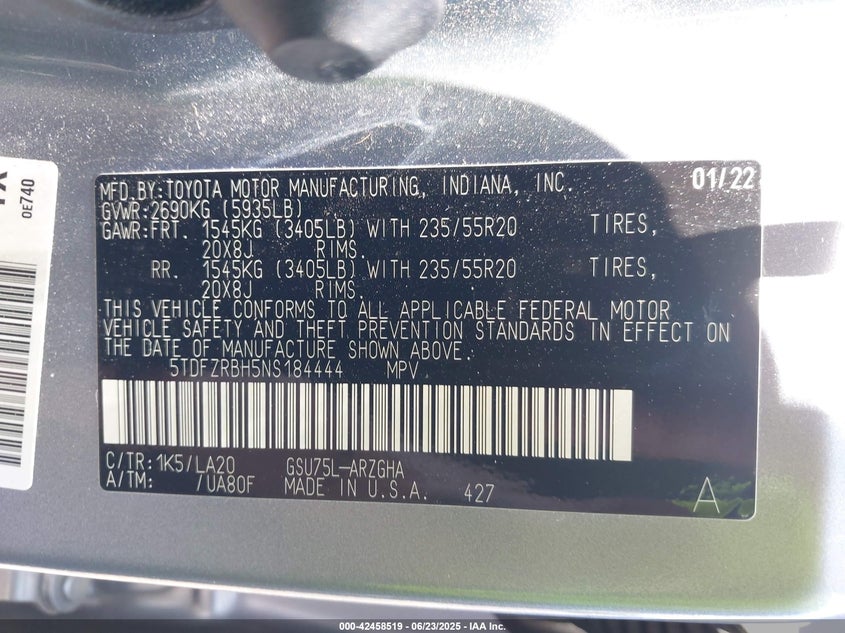 MFD.BY:TOYOTA MOTOR MANUFACTURING, INDIANA, INC. 01/22
GVWR:2690KG (5935LB)
GAWR:FRT. 1545KG (3405LB) WITH 235/55R20 TIRES,
20X8J RIMS.
RR. 1545KG (3405LB) WITH 235/55R20 TIRES,
20X8J RIMS.
THIS VEHICLE CONFORMS TO ALL APPLICABLE FEDERAL MOTOR
VEHICLE SAFETY AND THEFT PREVENTION STANDARDS IN EFFECT ON
THE DATE OF MANUFACTURE SHOWN ABOVE.
5TDFZRBH5NS184444 MPV
C/TR:1K5/LA20 GSU75L-ARZGHA
A/TM: /UA80F MADE IN U.S.A. 427 A
0E740
000-42458519 - 06/23/2025 - IAA Inc.